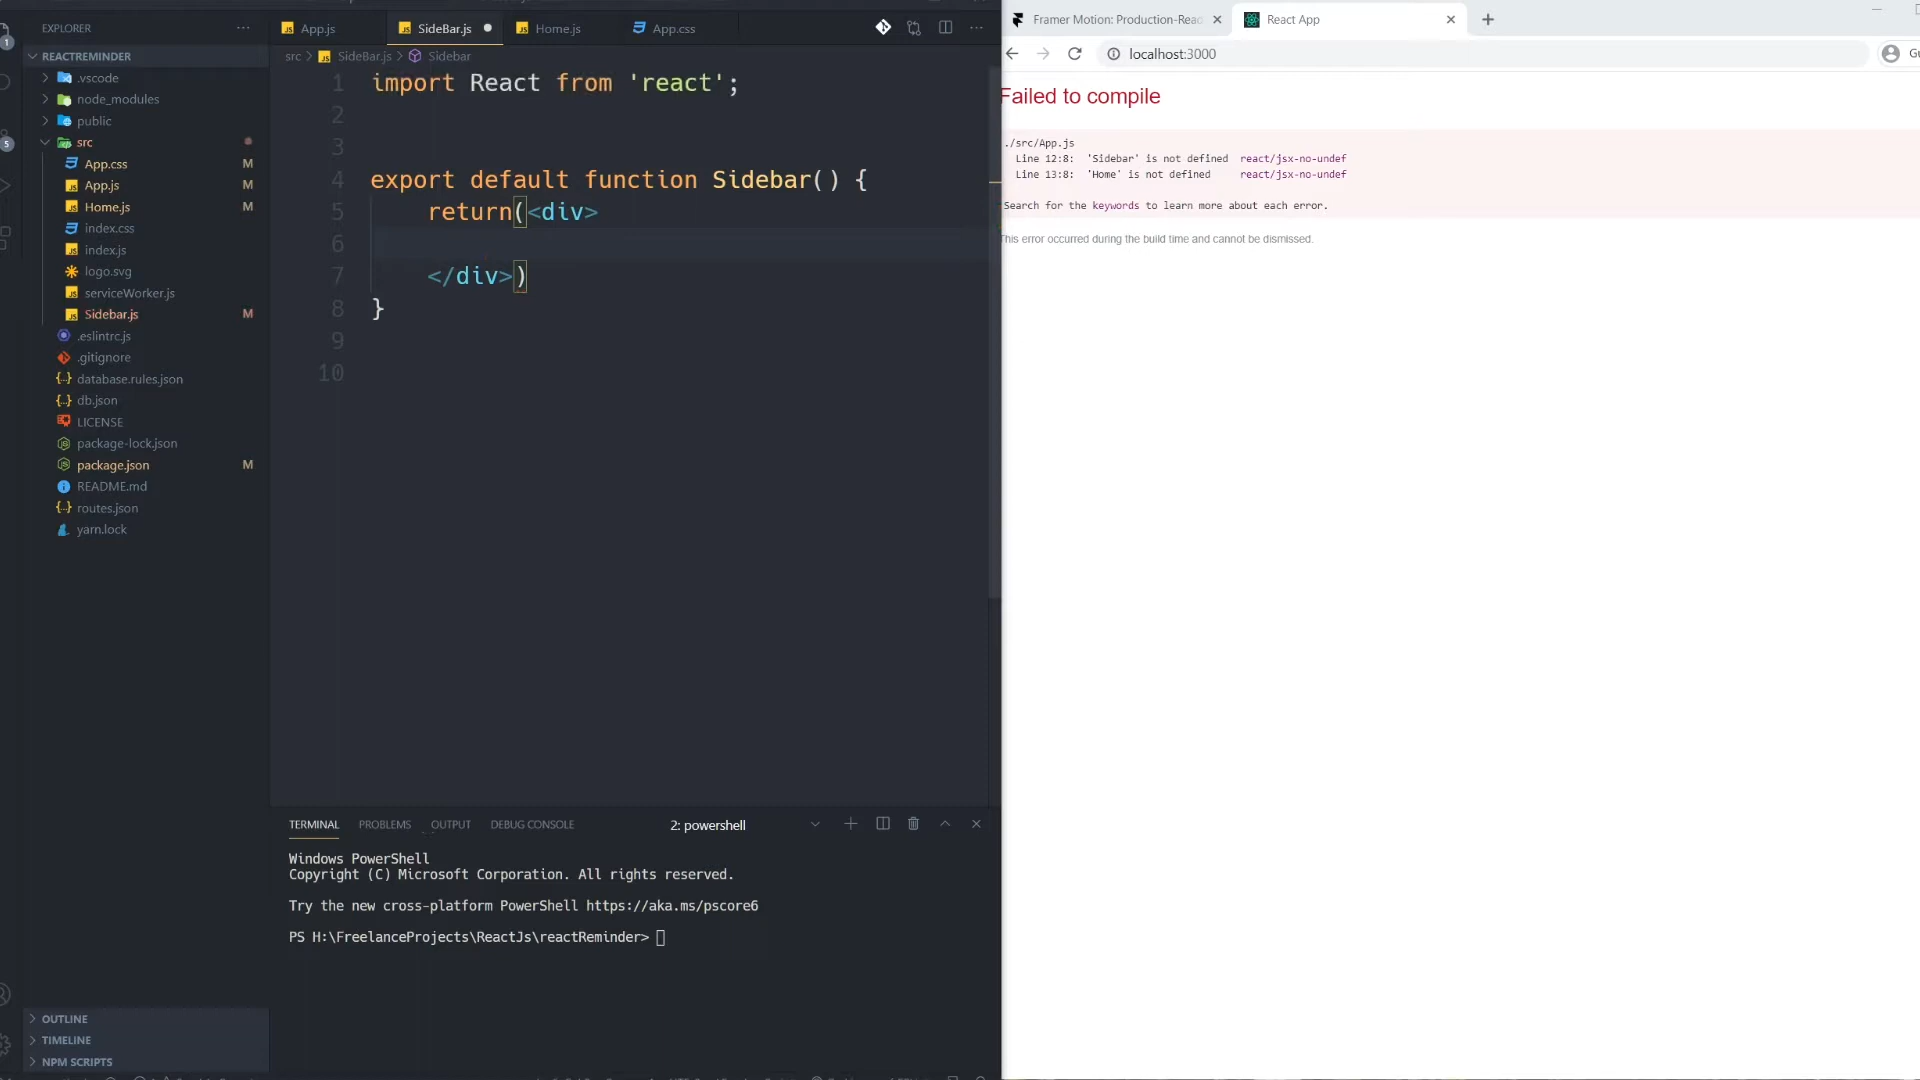 EXPLORER
REACTREMINDER
.vscode
node_modules
public
src
App.css M
App.js M
Home.js M
index.css
index.js
logo.svg
serviceWorker.js
Sidebar.js M
.eslintrc.js
.gitignore
database.rules.json
db.json
LICENSE
package-lock.json
package.json M
README.md
routes.json
yarn.lock
OUTLINE
TIMELINE
NPM SCRIPTS
1
5
App.js SideBar.js Home.js App.css
src > SideBar.js > Sidebar
1 import React from 'react';
2
3
4 export default function Sidebar() {
5 return(<div>
6
7 </div>)
8 }
9
10
TERMINAL PROBLEMS OUTPUT DEBUG CONSOLE 2: powershell
Windows PowerShell
Copyright (C) Microsoft Corporation. All rights reserved.
Try the new cross-platform PowerShell https://aka.ms/pscore6
PS H:\FreelanceProjects\ReactJs\reactReminder>
Framer Motion: Production-Reac React App
localhost:3000 Gu
Failed to compile
./src/App.js
Line 12:8: 'Sidebar' is not defined react/jsx-no-undef
Line 13:8: 'Home' is not defined react/jsx-no-undef
Search for the keywords to learn more about each error.
This error occurred during the build time and cannot be dismissed.